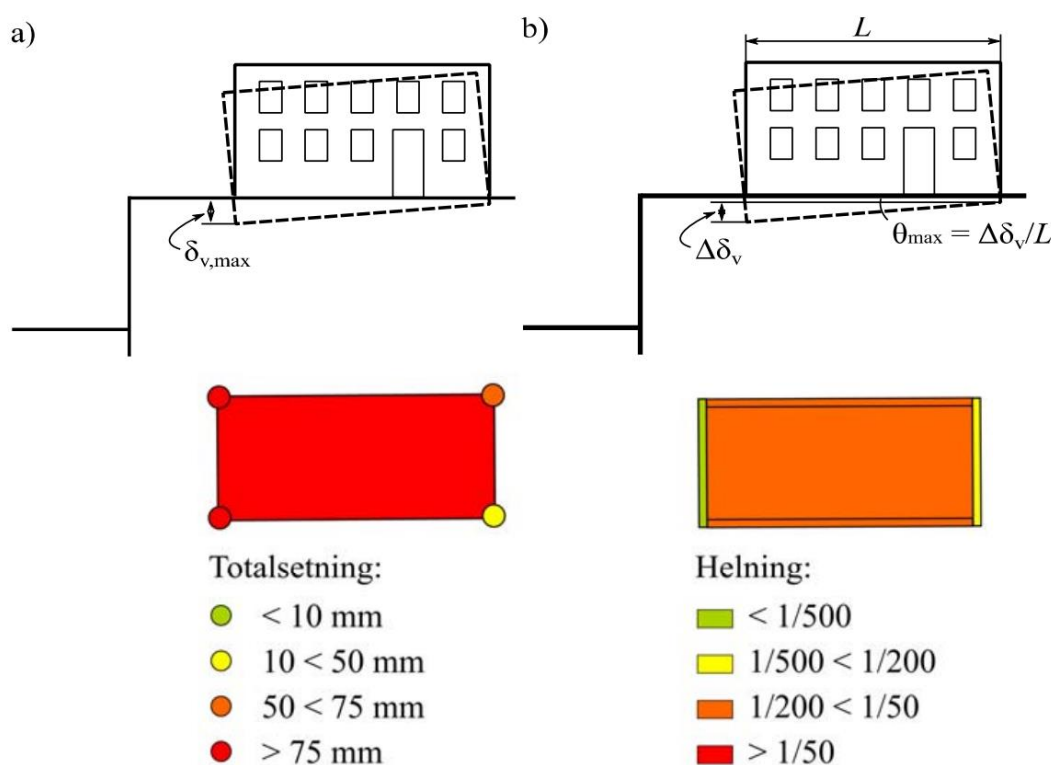 a)
δv,max
b)
L
Δδv
θmax = Δδv/L
Totalsetning:
< 10 mm
10 < 50 mm
50 < 75 mm
> 75 mm
Helning:
< 1/500
1/500 < 1/200
1/200 < 1/50
> 1/50